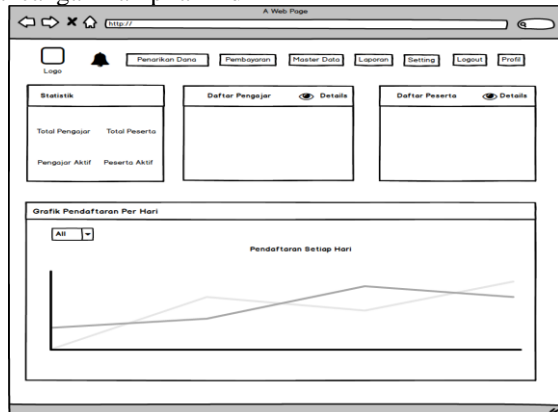 A Web Page
http://
Logo
Penarikan Dana Pembayaran Master Data Laporan Setting Logout Profil
Statistik
Total Pengajar Total Peserta
Pengajar Aktif Peserta Aktif
Daftar Pengajar Details
Daftar Peserta Details
Grafik Pendaftaran Per Hari
All
Pendaftaran Setiap Hari